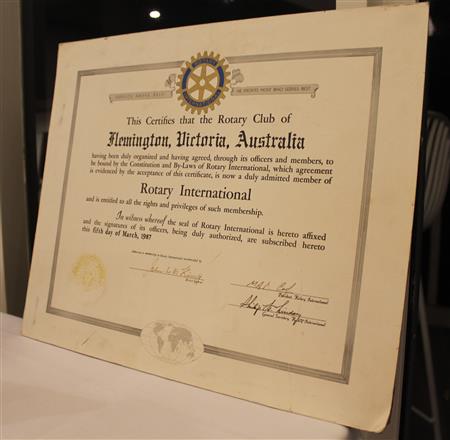 SERVICE ABOVE SELF
HE PROFITS MOST WHO SERVES BEST
ROTARY
INTERNATIONAL
This Certifies that the Rotary Club of
Flemington, Victoria, Australia
having been duly organized and having agreed, through its officers and members, to
be bound by the Constitution and By-Laws of Rotary International, which agreement
is evidenced by the acceptance of this certificate, is now a duly admitted member of
Rotary International
and is entitled to all the rights and privileges of such membership.
In witness whereof the seal of Rotary International is hereto affixed
and the signatures of its officers, being duly authorized, are subscribed hereto
this fifth day of March, 1987
President, Rotary International
General Secretary, Rotary International